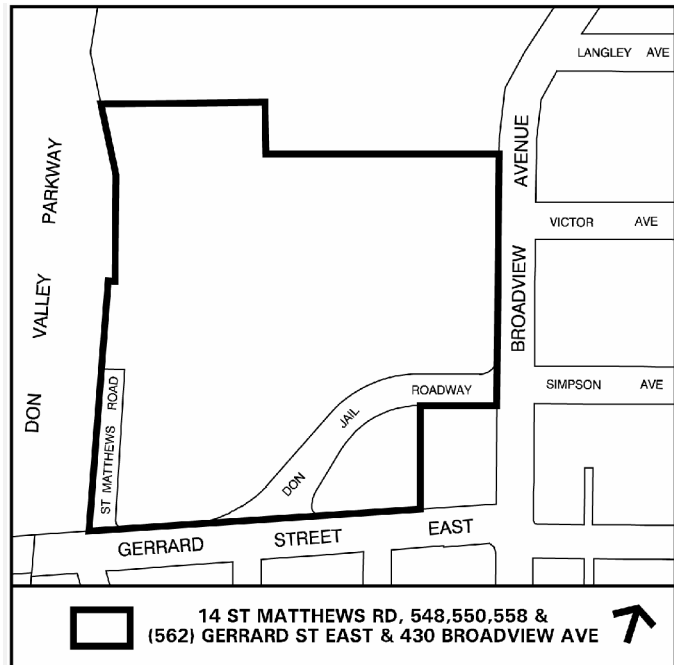 LANGLEY AVE
DON VALLEY PARKWAY
BROADVIEW AVENUE
VICTOR AVE
SIMPSON AVE
ST MATTHEWS ROAD
DON JAIL ROADWAY
GERRARD STREET EAST
14 ST MATTHEWS RD, 548,550,558 &
(562) GERRARD ST EAST & 430 BROADVIEW AVE